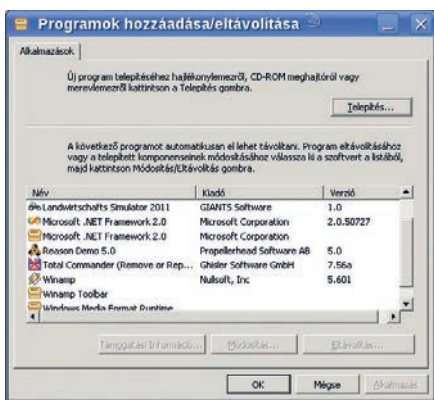 Programok hozzáadása/eltávolítása
Alkalmazások
Új program telepítéséhez hajlékonylemezről, CD-ROM meghajtóról vagy
merevlemezről kattintson a Telepítés gombra.
Telepítés...
A következő programot automatikusan el lehet távolítani. Program eltávolításához
vagy a telepített komponenseinek módosításához válassza ki a szoftvert a listából,
majd kattintson Módosítás/Eltávolítás gombra.
Név Kiadó Verzió
Landwirtschafts Simulator 2011 GIANTS Software 1.0
Microsoft .NET Framework 2.0 Microsoft Corporation 2.0.50727
Microsoft .NET Framework 2.0 Microsoft Corporation
Reason Demo 5.0 Propellerhead Software AB 5.0
Total Commander (Remove or Rep... Ghisler Software GmbH 7.56a
Winamp Nullsoft, Inc 5.601
Winamp Toolbar
Windows Media Format Runtime
Támogatási Információ... Módosítás... Eltávolítás...
OK Mégse Alkalmazás